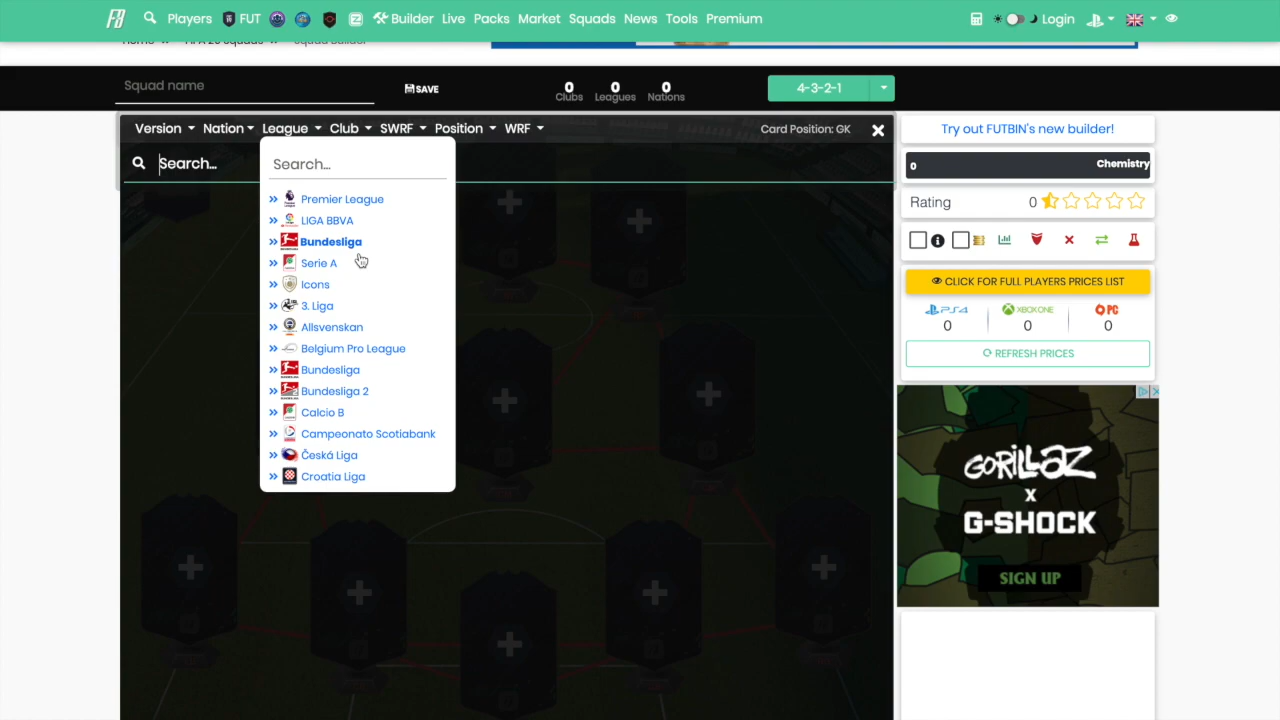 Players FUT Builder Live Packs Market Squads News Tools Premium Login
Squad name
SAVE
0 Clubs 0 Leagues 0 Nations
4-3-2-1
Version Nation League Club SWRF Position WRF
Card Position: GK
Search...
Search...
Premier League
LIGA BBVA
Bundesliga
Serie A
Icons
3. Liga
Allsvenskan
Belgium Pro League
Bundesliga
Bundesliga 2
Calcio B
Campeonato Scotiabank
Česká Liga
Croatia Liga
Try out FUTBIN's new builder!
0 Chemistry
Rating 0
CLICK FOR FULL PLAYERS PRICES LIST
PS4 XBOX ONE PC
0 0 0
REFRESH PRICES
GORILLAZ
X
G-SHOCK
SIGN UP